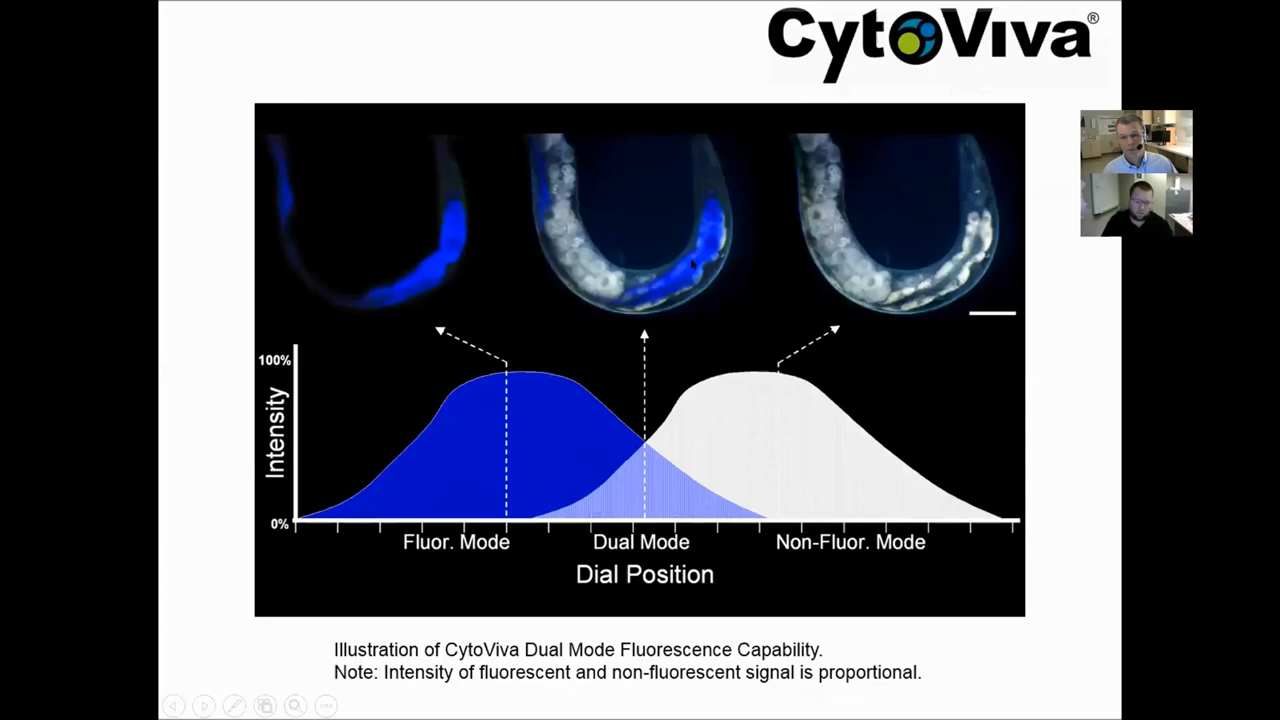 CytoViva®
100%
Intensity
0%
Fluor. Mode Dual Mode Non-Fluor. Mode
Dial Position
Illustration of CytoViva Dual Mode Fluorescence Capability.
Note: Intensity of fluorescent and non-fluorescent signal is proportional.